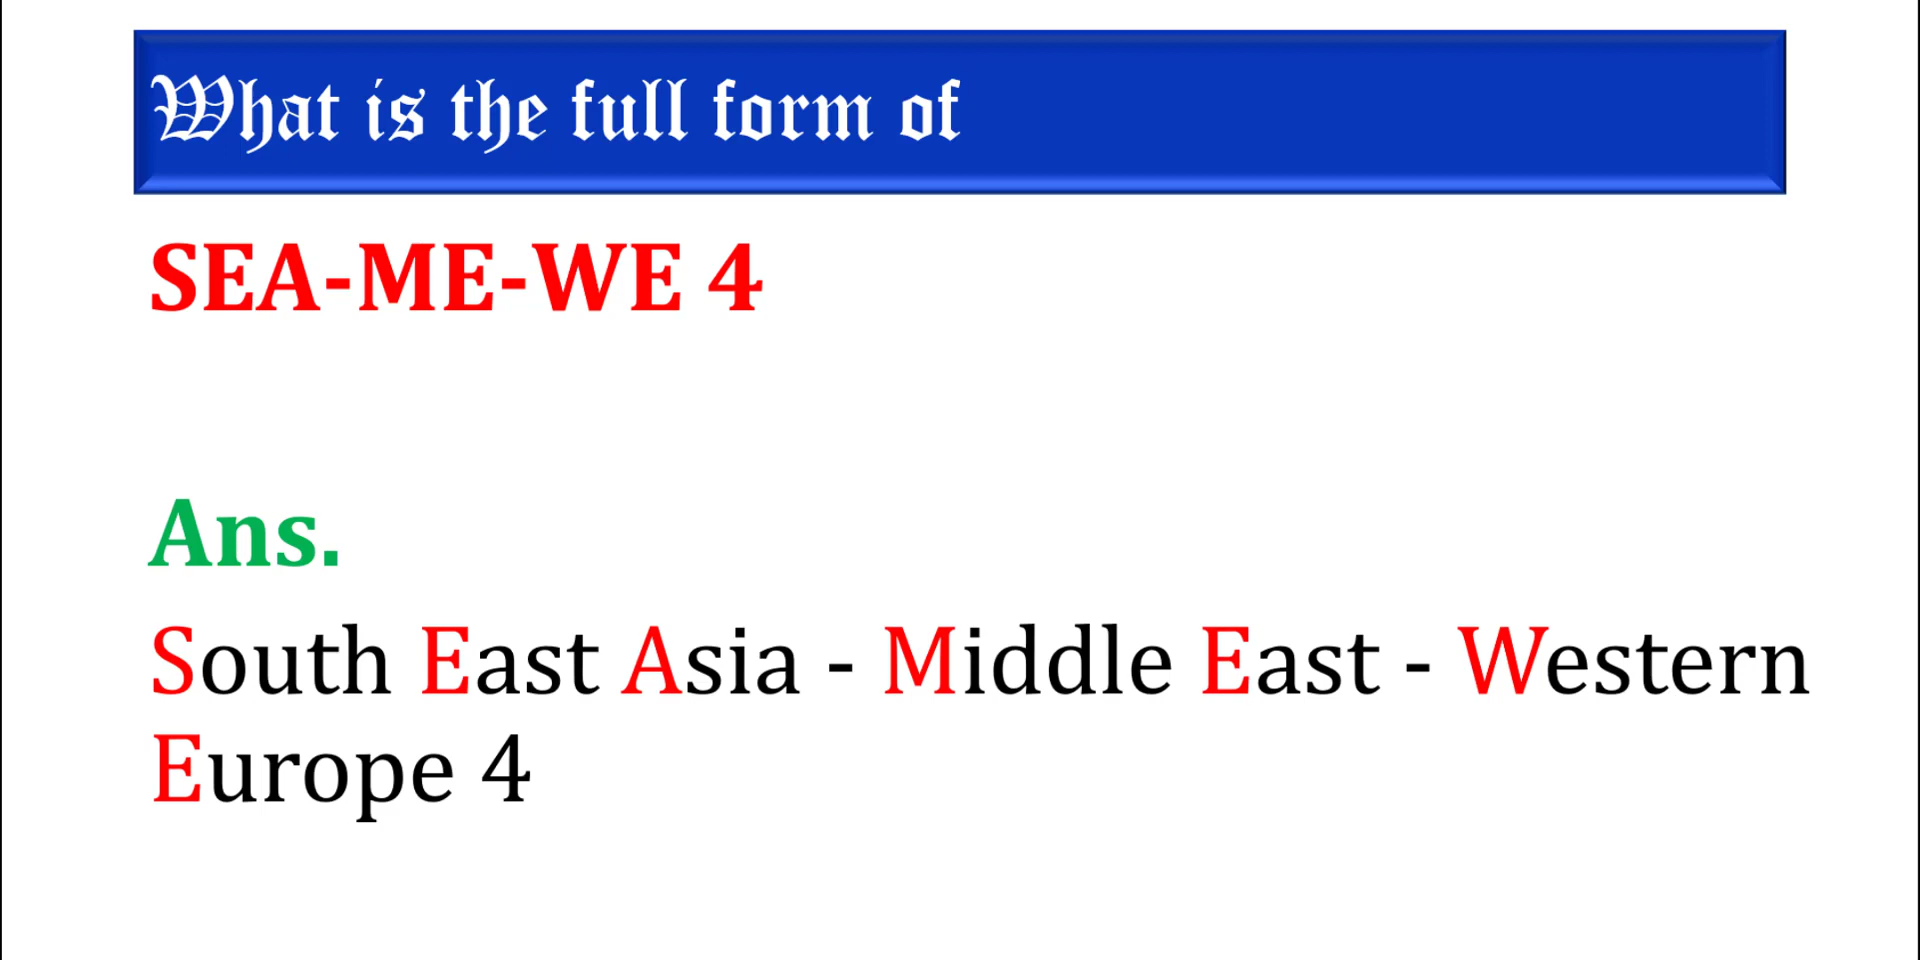 What is the full form of
SEA-ME-WE 4
Ans.
South East Asia - Middle East - Western
Europe 4